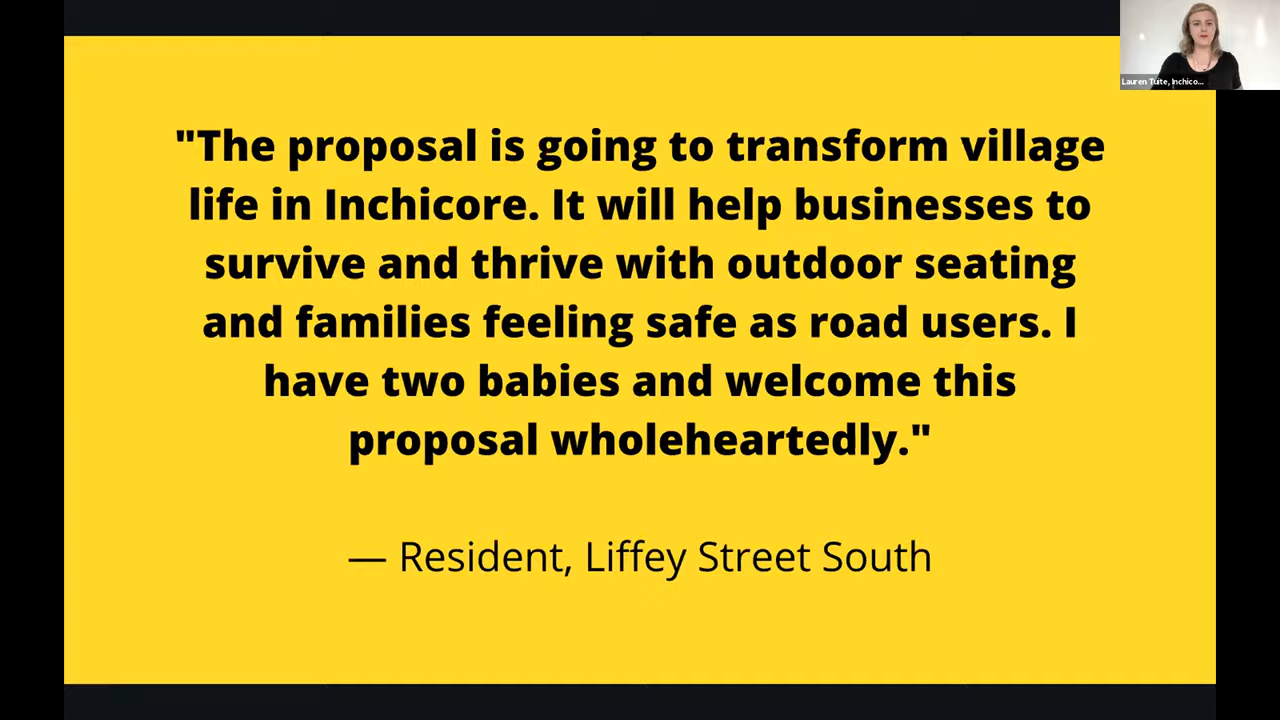 "The proposal is going to transform village
life in Inchicore. It will help businesses to
survive and thrive with outdoor seating
and families feeling safe as road users. I
have two babies and welcome this
proposal wholeheartedly."
— Resident, Liffey Street South
Lauren Tuite, Inchico...